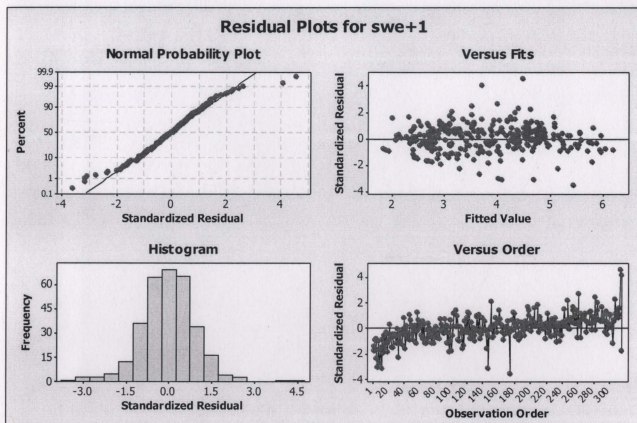 Residual Plots for swe+1
Normal Probability Plot
Versus Fits
99.9
99
90
50
10
1
0.1
Percent
-4 -2 0 2 4
Standardized Residual
4
2
0
-2
-4
Standardized Residual
2 3 4 5 6
Fitted Value
Histogram
Versus Order
60
45
30
15
0
Frequency
-3.0 -1.5 0.0 1.5 3.0 4.5
Standardized Residual
4
2
0
-2
-4
Standardized Residual
1 20 40 60 80 100 120 140 160 180 200 220 240 260 280 300
Observation Order